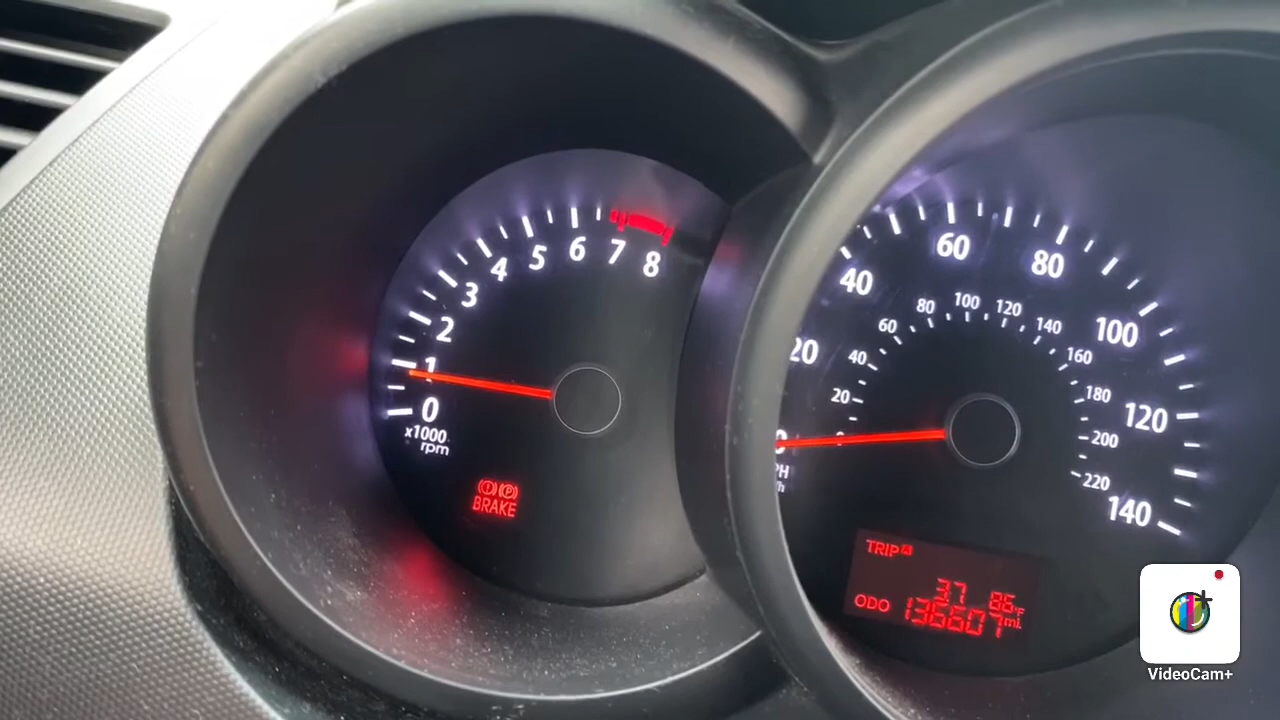 0 1 2 3 4 5 6 7 8
x1000
rpm
BRAKE
20 40 60 80 100 120 140
20 40 60 80 100 120 140 160 180 200 220
TRIP A
37 86°F
ODO 136607 mi
VideoCam+